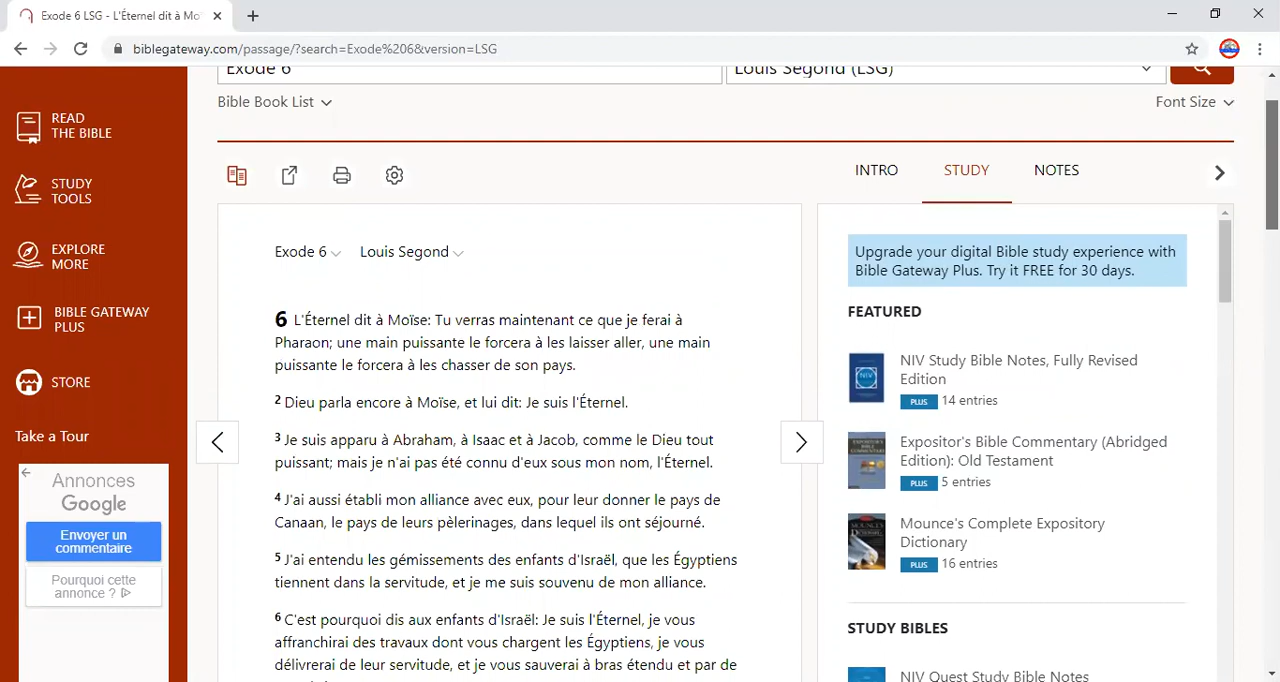 Exode 6 LSG - L'Éternel dit à Mo
biblegateway.com/passage/?search=Exode%206&version=LSG
Exode 6
Louis Segond (LSG)
Bible Book List
Font Size
READ
THE BIBLE
STUDY
TOOLS
EXPLORE
MORE
BIBLE GATEWAY
PLUS
STORE
Take a Tour
Annonces
Google
Envoyer un
commentaire
Pourquoi cette
annonce ?
INTRO
STUDY
NOTES
Exode 6
Louis Segond
6 L'Éternel dit à Moïse: Tu verras maintenant ce que je ferai à
Pharaon; une main puissante le forcera à les laisser aller, une main
puissante le forcera à les chasser de son pays.
2 Dieu parla encore à Moïse, et lui dit: Je suis l'Éternel.
3 Je suis apparu à Abraham, à Isaac et à Jacob, comme le Dieu tout
puissant; mais je n'ai pas été connu d'eux sous mon nom, l'Éternel.
4 J'ai aussi établi mon alliance avec eux, pour leur donner le pays de
Canaan, le pays de leurs pèlerinages, dans lequel ils ont séjourné.
5 J'ai entendu les gémissements des enfants d'Israël, que les Égyptiens
tiennent dans la servitude, et je me suis souvenu de mon alliance.
6 C'est pourquoi dis aux enfants d'Israël: Je suis l'Éternel, je vous
affranchirai des travaux dont vous chargent les Égyptiens, je vous
délivrerai de leur servitude, et je vous sauverai à bras étendu et par de
Upgrade your digital Bible study experience with
Bible Gateway Plus. Try it FREE for 30 days.
FEATURED
NIV Study Bible Notes, Fully Revised
Edition
PLUS 14 entries
Expositor's Bible Commentary (Abridged
Edition): Old Testament
PLUS 5 entries
Mounce's Complete Expository
Dictionary
PLUS 16 entries
STUDY BIBLES
NIV Quest Study Bible Notes